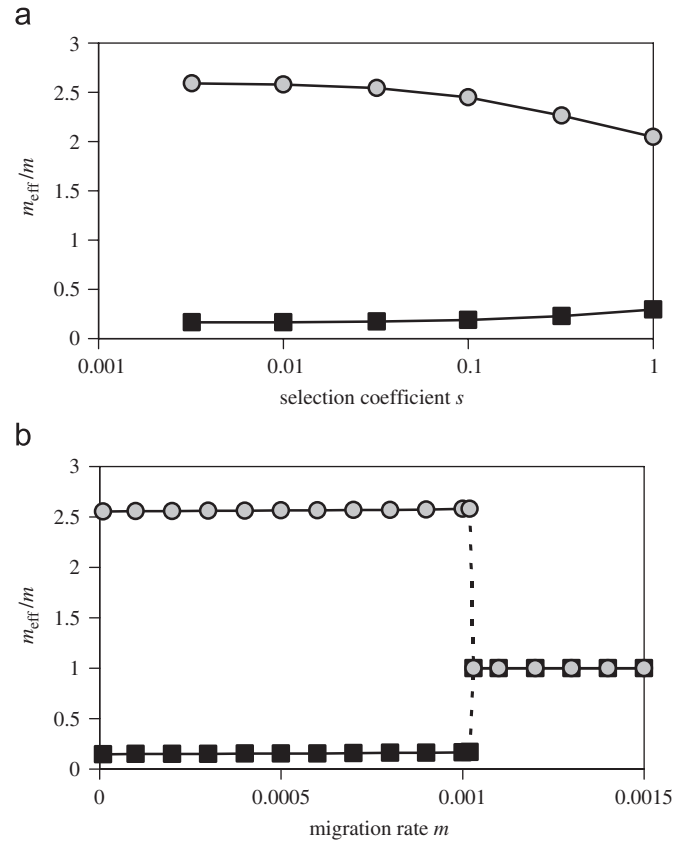 a
3
2.5
2
1.5
1
0.5
0
m_eff/m
0.001 0.01 0.1 1
selection coefficient s
b
3
2.5
2
1.5
1
0.5
0
m_eff/m
0 0.0005 0.001 0.0015
migration rate m